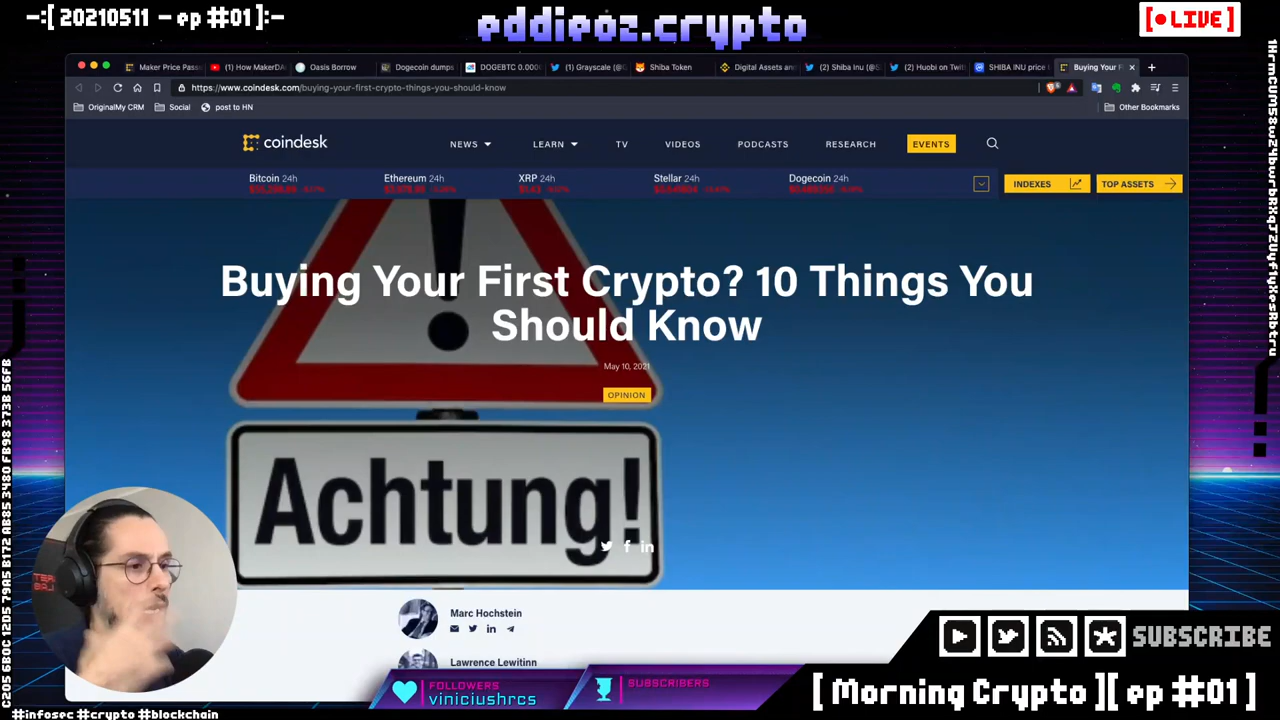 -:[ 20210511 - ep #01]:-
eddieoz.crypto
[•LIVE]
Maker Price Pass
(1) How MakerDA
Oasis Borrow
Dogecoin dumps
DOGEBTC 0.000
(1) Grayscale (@G
Shiba Token
Digital Assets and
(2) Shiba Inu (@S
(2) Huobi on Twit
SHIBA INU price
Buying Your F
https://www.coindesk.com/buying-your-first-crypto-things-you-should-know
OriginalMy CRM
Social
post to HN
Other Bookmarks
coindesk
NEWS
LEARN
TV
VIDEOS
PODCASTS
RESEARCH
EVENTS
Bitcoin 24h
Ethereum 24h
XRP 24h
Stellar 24h
Dogecoin 24h
INDEXES
TOP ASSETS
Buying Your First Crypto? 10 Things You
Should Know
May 10, 2021
OPINION
Achtung!
Marc Hochstein
Lawrence Lewitinn
SUBSCRIBE
FOLLOWERS
viniciushrcs
SUBSCRIBERS
[Morning Crypto][ep #01]
#infosec #crypto #blockchain